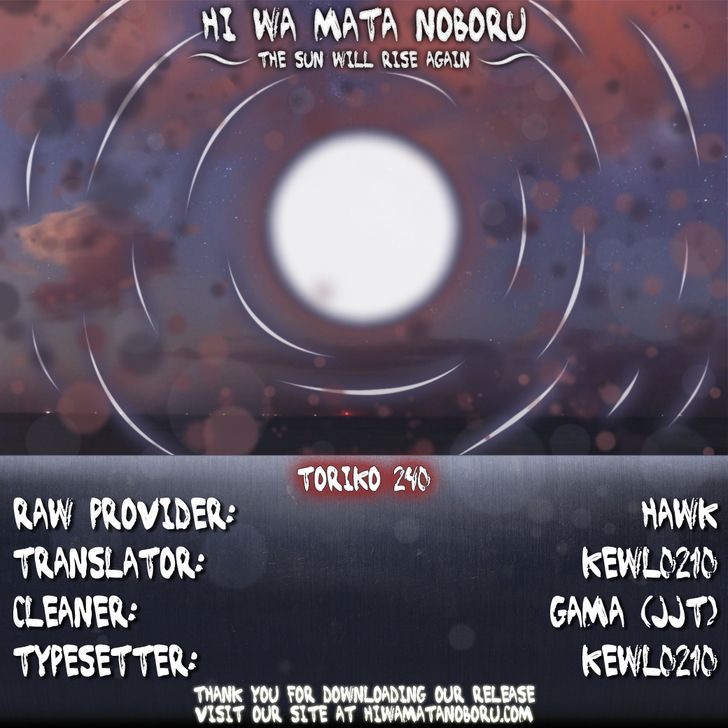 HI WA MATA NOBORU
THE SUN WILL RISE AGAIN
TORIKO 240
RAW PROVIDER: HAWK
TRANSLATOR: KEWL0210
CLEANER: GAMA (JJT)
TYPESETTER: KEWL0210
THANK YOU FOR DOWNLOADING OUR RELEASE
VISIT OUR SITE AT HIWAMATANOBORU.COM